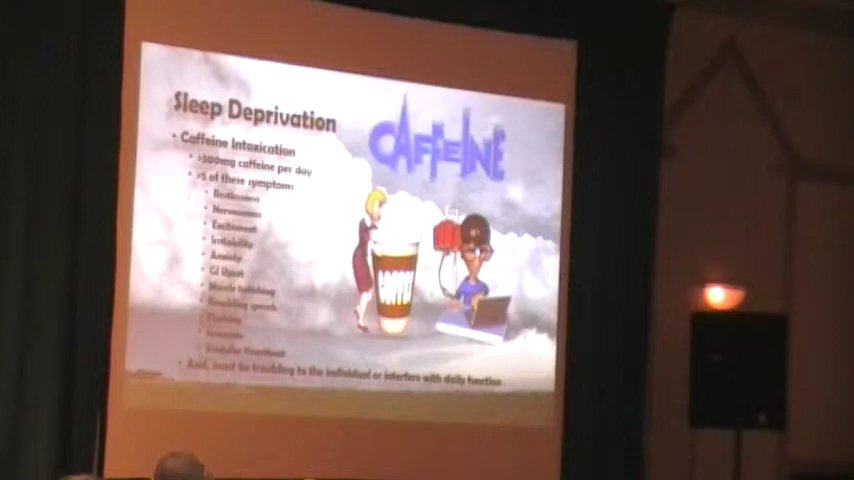 Sleep Deprivation
CAFFEINE
• Caffeine Intoxication
• >500mg caffeine per day
• >5 of these symptoms
• Restlessness
• Nervousness
• Excitement
• Irritability
• Anxiety
• GI Upset
• Muscle twitching
• Rambling speech
• Flushing
• Irregular Heartbeat
• And, must be troubling to the individual or interfere with daily function
COFFEE